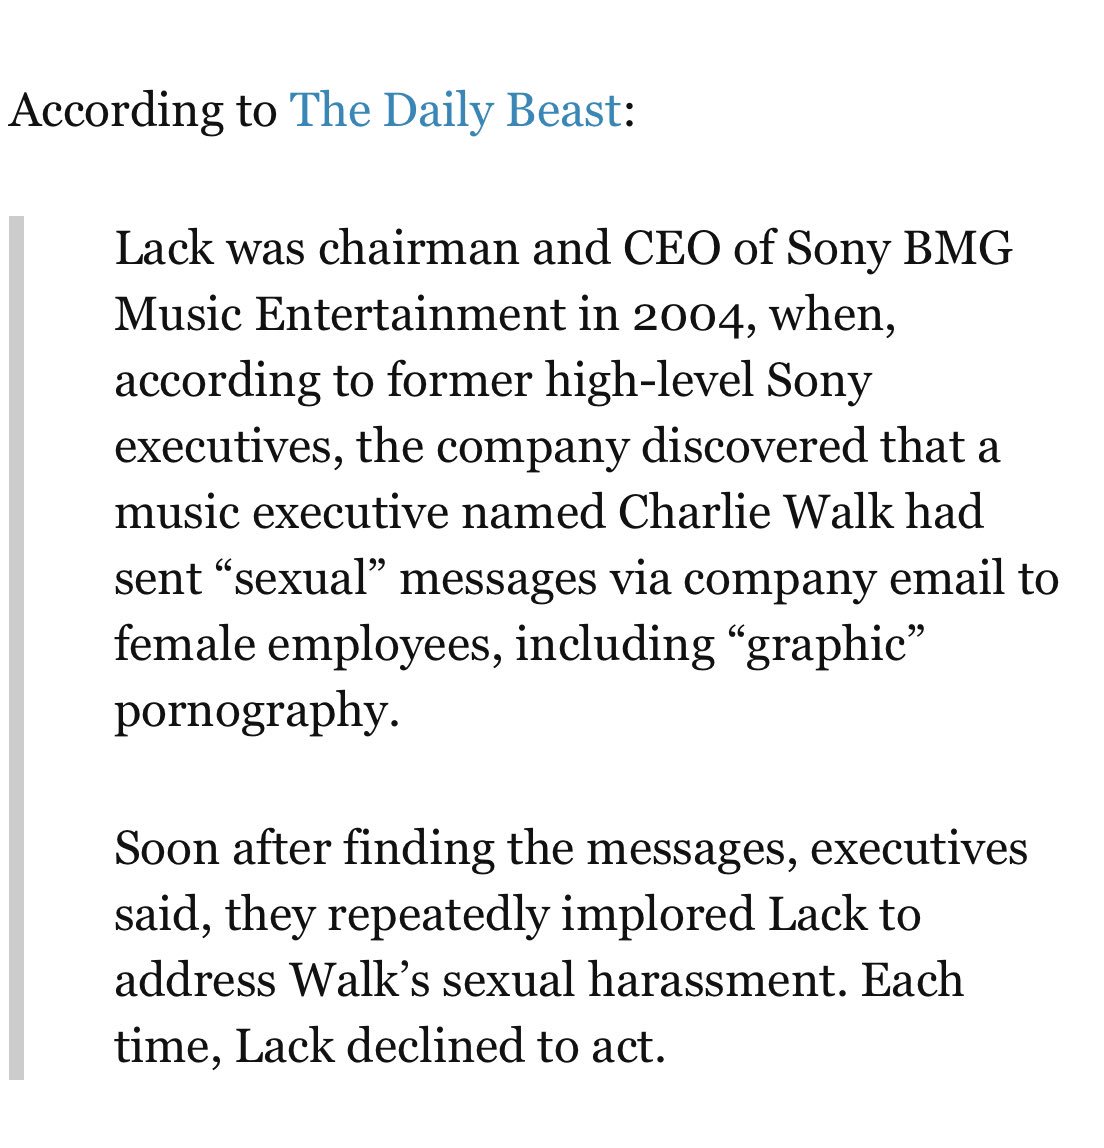 According to The Daily Beast:
Lack was chairman and CEO of Sony BMG
Music Entertainment in 2004, when,
according to former high-level Sony
executives, the company discovered that a
music executive named Charlie Walk had
sent “sexual” messages via company email to
female employees, including “graphic”
pornography.
Soon after finding the messages, executives
said, they repeatedly implored Lack to
address Walk’s sexual harassment. Each
time, Lack declined to act.